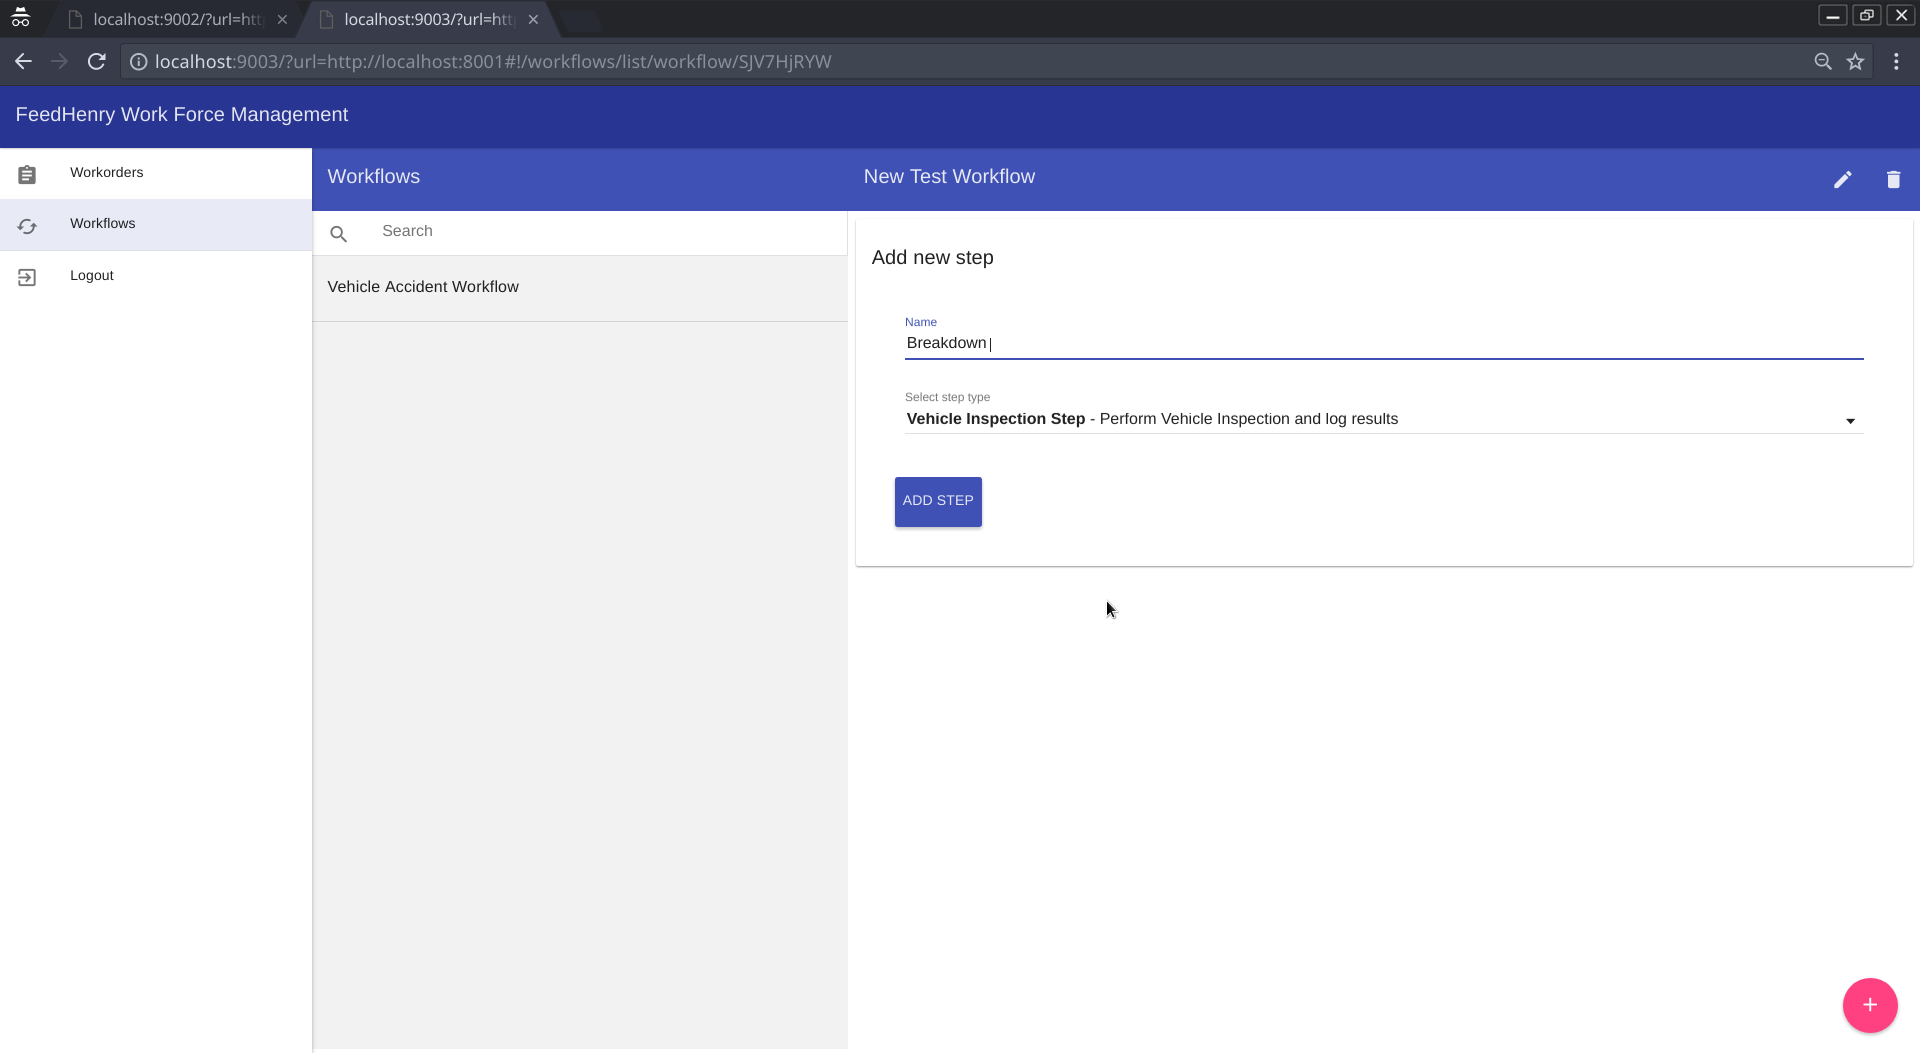 localhost:9002/?url=htt
localhost:9003/?url=htt
localhost:9003/?url=http://localhost:8001#!/workflows/list/workflow/SJV7HjRYW
FeedHenry Work Force Management
Workorders
Workflows
Logout
Workflows
Search
Vehicle Accident Workflow
New Test Workflow
Add new step
Name
Breakdown
Select step type
Vehicle Inspection Step - Perform Vehicle Inspection and log results
ADD STEP